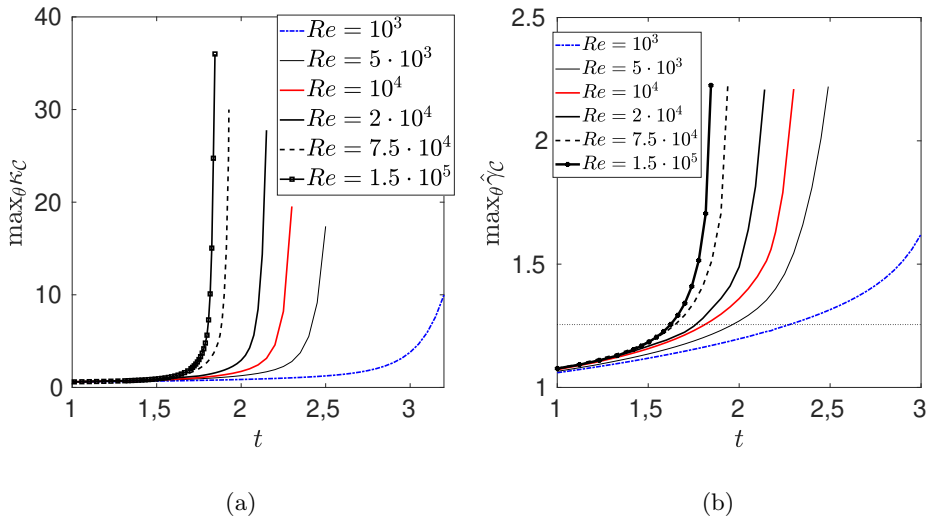 40
30
20
10
0
1
1,5
2
2,5
3
t
max_θ κ_C
Re = 10^3
Re = 5 · 10^3
Re = 10^4
Re = 2 · 10^4
Re = 7.5 · 10^4
Re = 1.5 · 10^5
(a)
2.5
2
1.5
1
1
1,5
2
2,5
3
t
max_θ γ̂_C
Re = 10^3
Re = 5 · 10^3
Re = 10^4
Re = 2 · 10^4
Re = 7.5 · 10^4
Re = 1.5 · 10^5
(b)